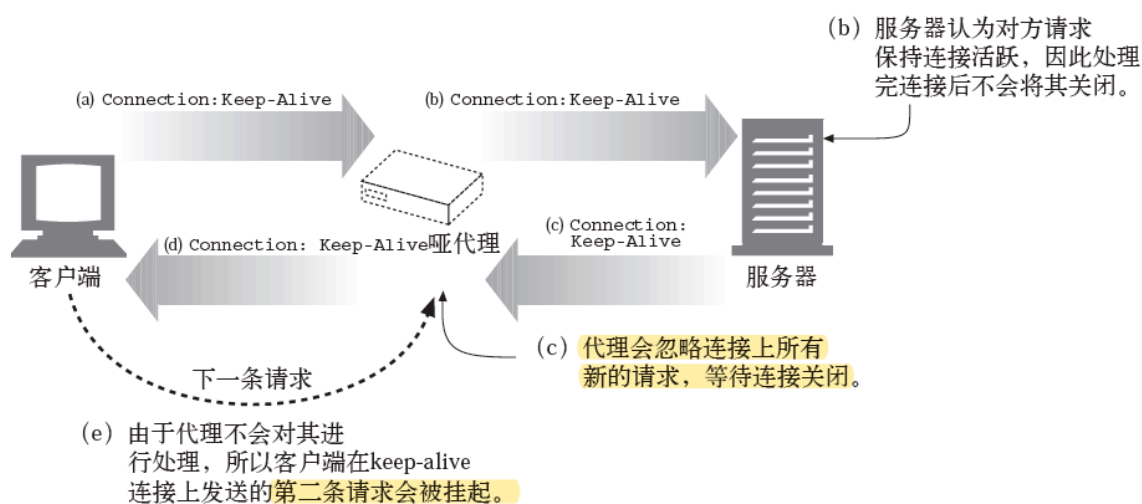 (b) 服务器认为对方请求
保持连接活跃，因此处理
完连接后不会将其关闭。
(a) Connection:Keep-Alive
(b) Connection:Keep-Alive
(d) Connection: Keep-Alive
哑代理
(c) Connection:
Keep-Alive
客户端
服务器
(c) 代理会忽略连接上所有
新的请求，等待连接关闭。
下一条请求
(e) 由于代理不会对其进
行处理，所以客户端在keep-alive
连接上发送的第二条请求会被挂起。